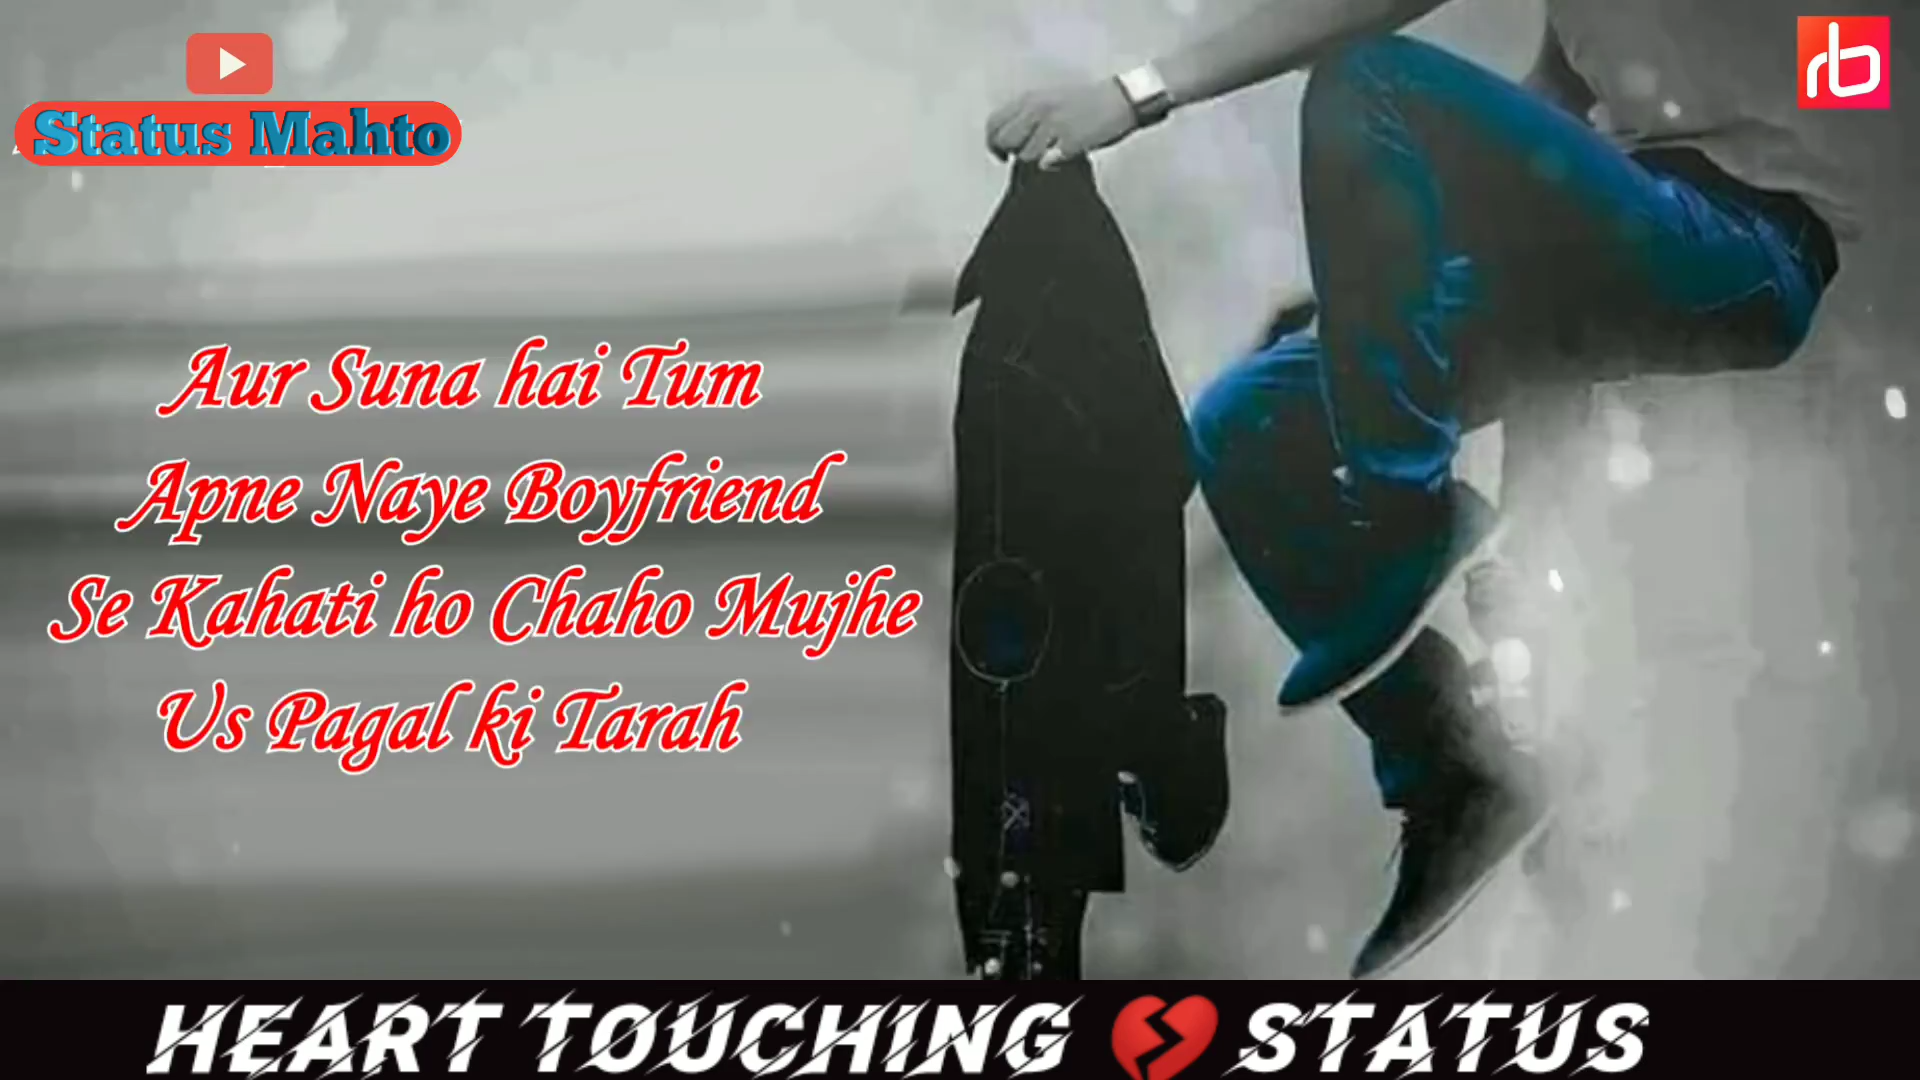 Status Mahto
rb
Aur Suna hai Tum
Apne Naye Boyfriend
Se Kahati ho Chaho Mujhe
Us Pagal ki Tarah
HEART TOUCHING 💔 STATUS